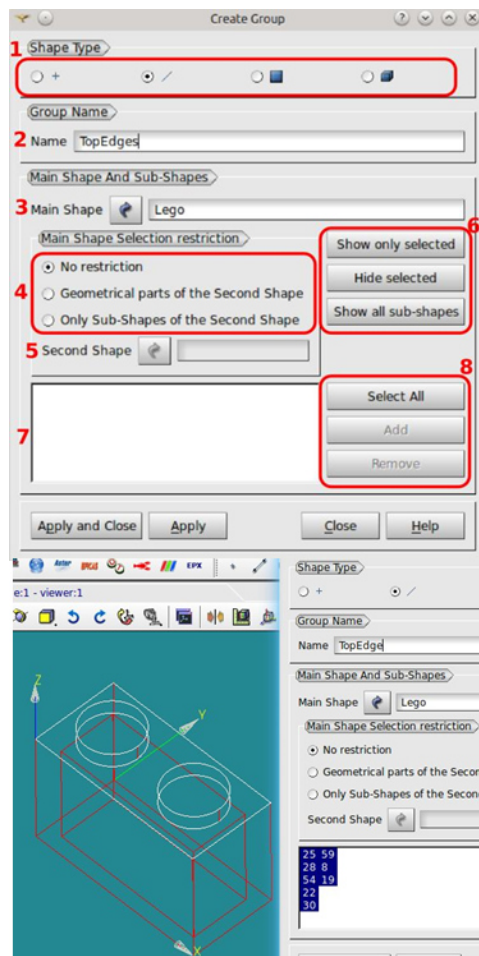 Create Group
1
Shape Type
Group Name
2 Name TopEdges
Main Shape And Sub-Shapes
3 Main Shape Lego
6
Main Shape Selection restriction
Show only selected
No restriction
Hide selected
4 Geometrical parts of the Second Shape
Only Sub-Shapes of the Second Shape
Show all sub-shapes
5 Second Shape
8
Select All
7
Add
Remove
Apply and Close Apply Close Help
EPX
e:1 - viewer:1
Z
Y
X
Shape Type
Group Name
Name TopEdge
Main Shape And Sub-Shapes
Main Shape Lego
Main Shape Selection restriction
No restriction
Geometrical parts of the Secon
Only Sub-Shapes of the Secon
Second Shape
25 59
28 8
54 19
22
30